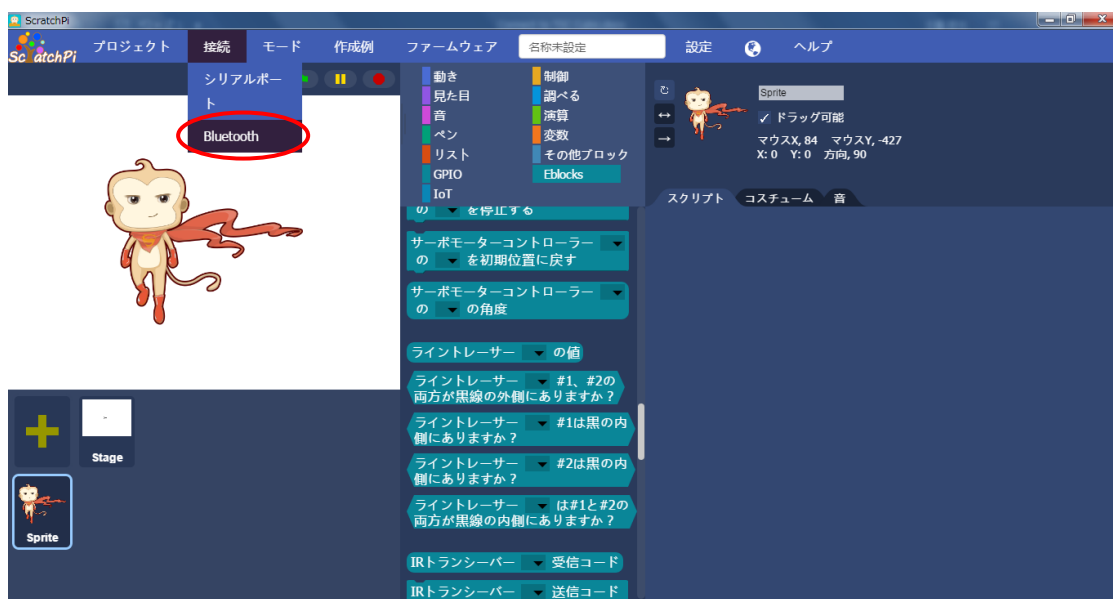 ScratchPi
ScratchPi
プロジェクト
接続
モード
作成例
ファームウェア
名称未設定
設定
ヘルプ
シリアルポー
ト
Bluetooth
動き
見た目
音
ペン
リスト
GPIO
IoT
制御
調べる
演算
変数
その他ブロック
Eblocks
の を停止する
サーボモーターコントローラー
の を初期位置に戻す
サーボモーターコントローラー
の の角度
ライントレーサー の値
ライントレーサー #1、#2の
両方が黒線の外側にありますか？
ライントレーサー #1は黒の内
側にありますか？
ライントレーサー #2は黒の内
側にありますか？
ライントレーサー は#1と#2の
両方が黒線の内側にありますか？
IRトランシーバー 受信コード
IRトランシーバー 送信コード
Sprite
ドラッグ可能
マウスX, 84 マウスY, -427
X: 0 Y: 0 方向, 90
スクリプト
コスチューム
音
-
Stage
Sprite